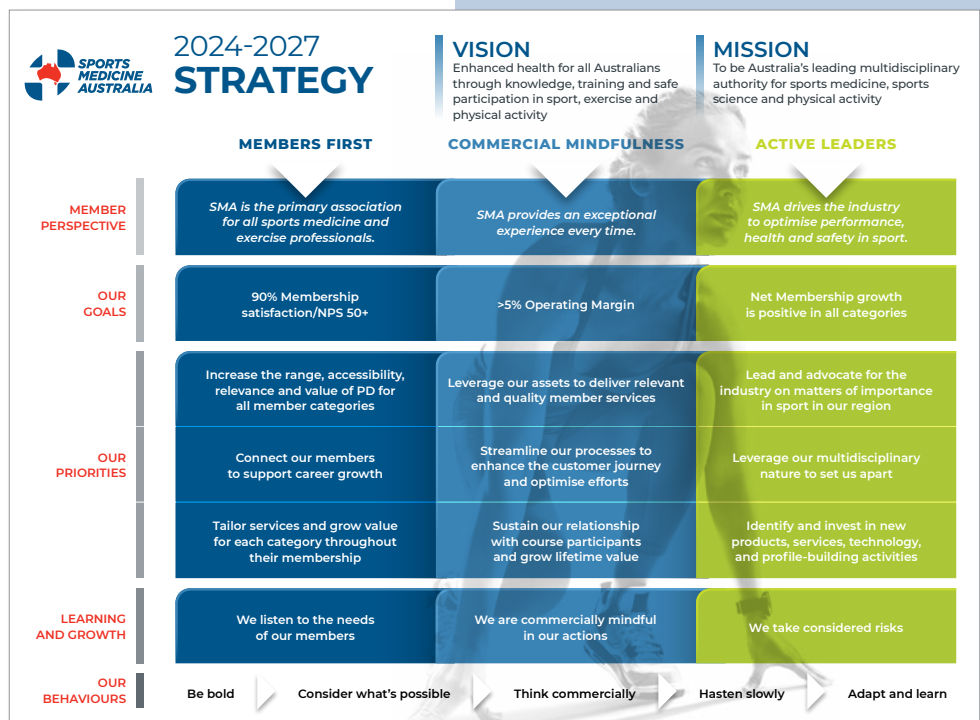 SPORTS
MEDICINE
AUSTRALIA
2024-2027
STRATEGY
VISION
Enhanced health for all Australians
through knowledge, training and safe
participation in sport, exercise and
physical activity
MISSION
To be Australia's leading multidisciplinary
authority for sports medicine, sports
science and physical activity
MEMBERS FIRST
COMMERCIAL MINDFULNESS
ACTIVE LEADERS
MEMBER
PERSPECTIVE
SMA is the primary association
for all sports medicine and
exercise professionals.
SMA provides an exceptional
experience every time.
SMA drives the industry
to optimise performance,
health and safety in sport.
OUR
GOALS
90% Membership
satisfaction/NPS 50+
>5% Operating Margin
Net Membership growth
is positive in all categories
OUR
PRIORITIES
Increase the range, accessibility,
relevance and value of PD for
all member categories
Leverage our assets to deliver relevant
and quality member services
Lead and advocate for the
industry on matters of importance
in sport in our region
Connect our members
to support career growth
Streamline our processes to
enhance the customer journey
and optimise efforts
Leverage our multidisciplinary
nature to set us apart
Tailor services and grow value
for each category throughout
their membership
Sustain our relationship
with course participants
and grow lifetime value
Identify and invest in new
products, services, technology,
and profile-building activities
LEARNING
AND GROWTH
We listen to the needs
of our members
We are commercially mindful
in our actions
We take considered risks
OUR
BEHAVIOURS
Be bold
Consider what's possible
Think commercially
Hasten slowly
Adapt and learn